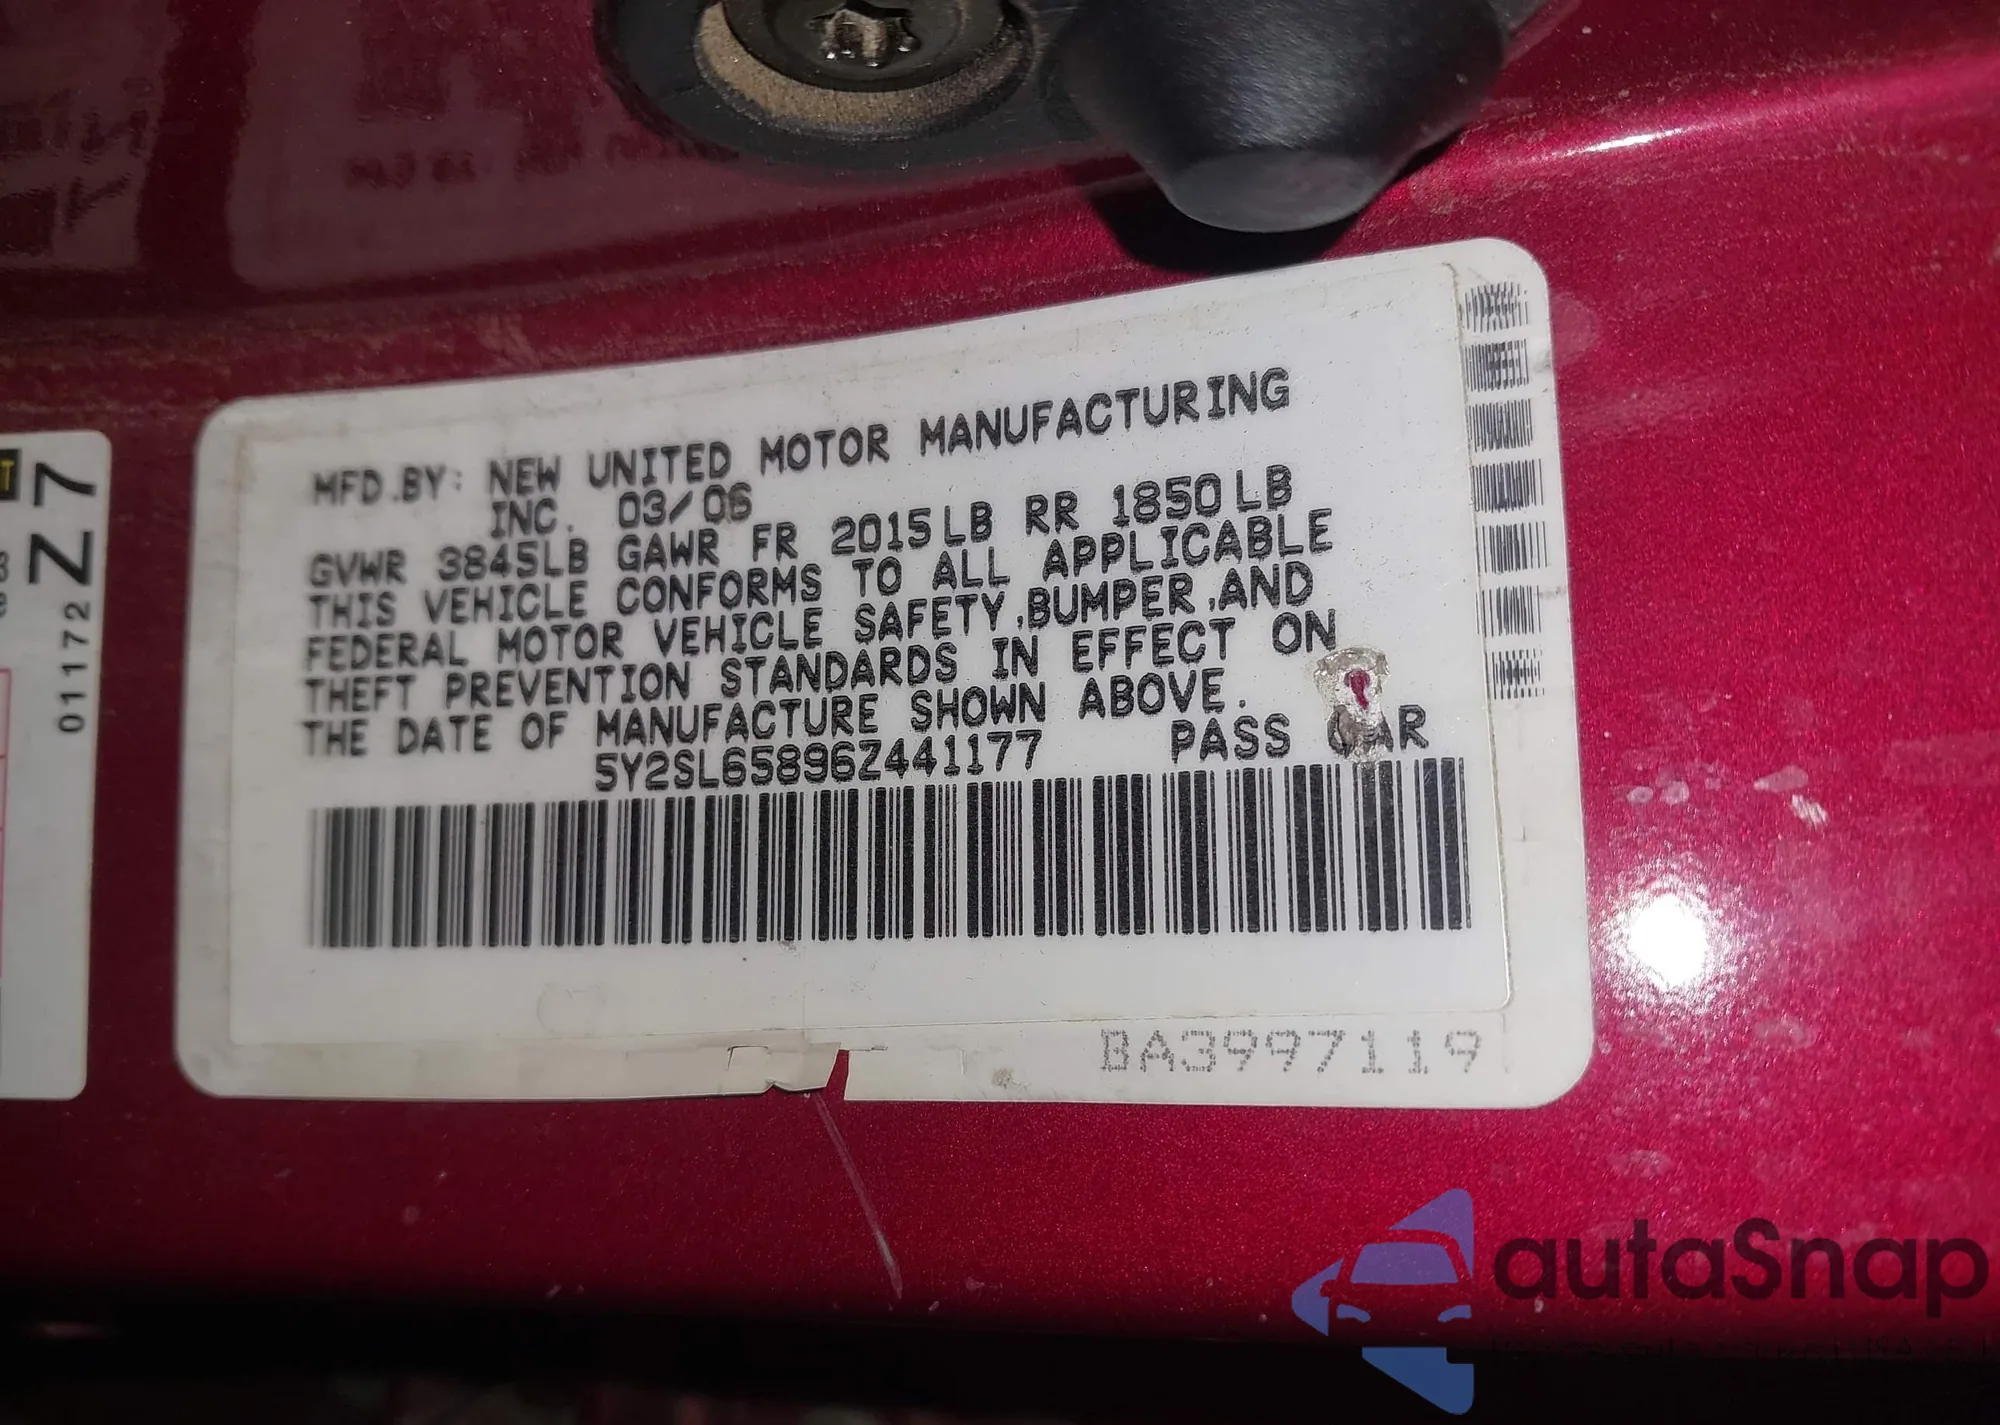 MFD.BY: NEW UNITED MOTOR MANUFACTURING
INC. 03/06
GVWR 3845LB GAWR FR 2015LB RR 1850LB
THIS VEHICLE CONFORMS TO ALL APPLICABLE
FEDERAL MOTOR VEHICLE SAFETY,BUMPER,AND
THEFT PREVENTION STANDARDS IN EFFECT ON
THE DATE OF MANUFACTURE SHOWN ABOVE.
5Y2SL65896Z441177 PASS CAR
BA3997119
01172 Z7
autaSnap